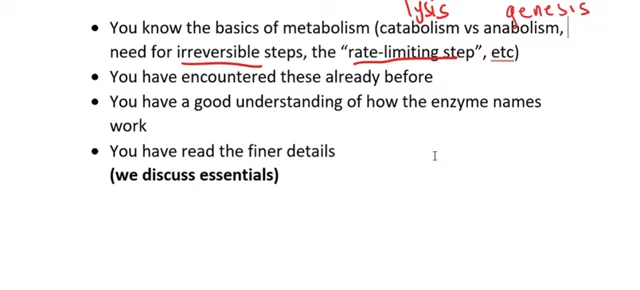 lysis genesis
• You know the basics of metabolism (catabolism vs anabolism,
need for irreversible steps, the “rate-limiting step”, etc)
• You have encountered these already before
• You have a good understanding of how the enzyme names
work
• You have read the finer details
(we discuss essentials)